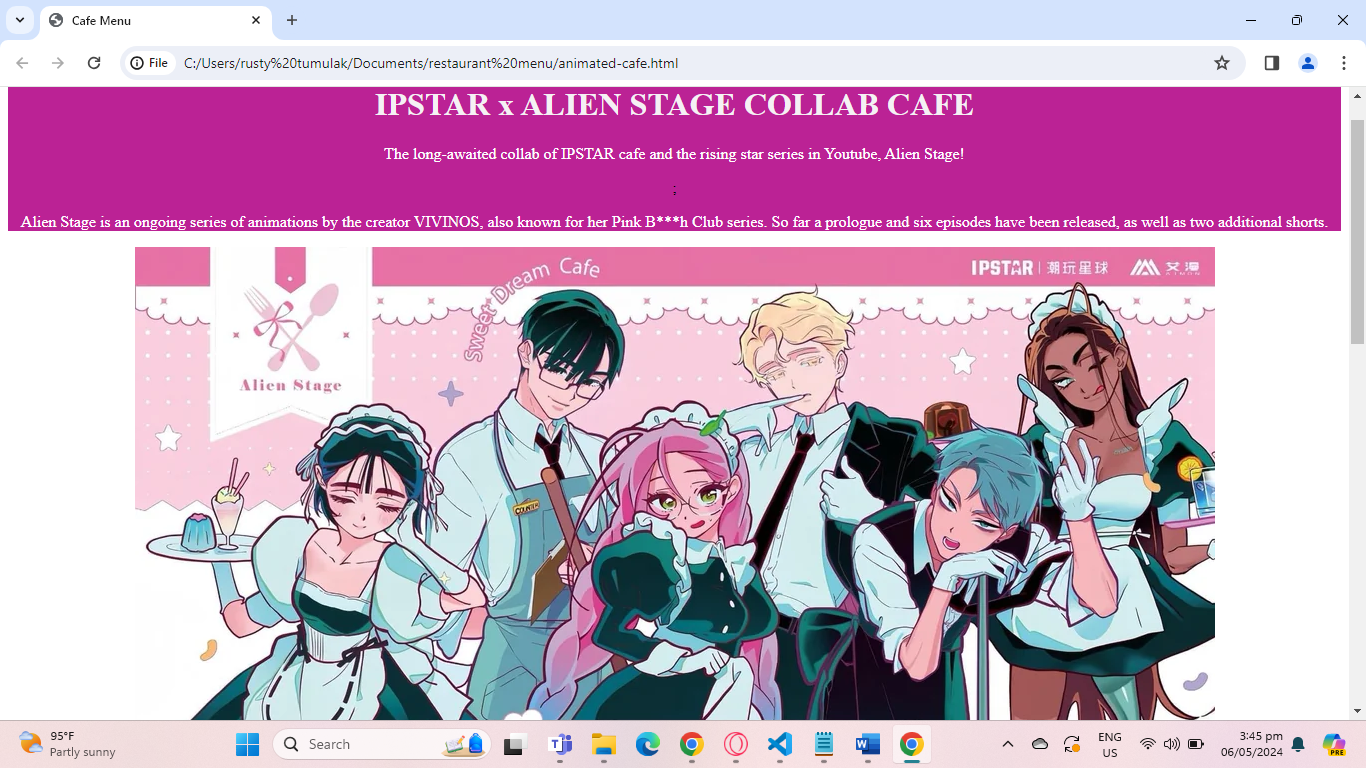 Cafe Menu
File
C:/Users/rusty%20tumulak/Documents/restaurant%20menu/animated-cafe.html
IPSTAR x ALIEN STAGE COLLAB CAFE
The long-awaited collab of IPSTAR cafe and the rising star series in Youtube, Alien Stage!
;
Alien Stage is an ongoing series of animations by the creator VIVINOS, also known for her Pink B***h Club series. So far a prologue and six episodes have been released, as well as two additional shorts.
Sweet Dream Cafe
IPSTAR 潮玩星球 艾漫
Alien Stage
COUNTER
95°F
Partly sunny
Search
ENG
US
3:45 pm
06/05/2024
PRE